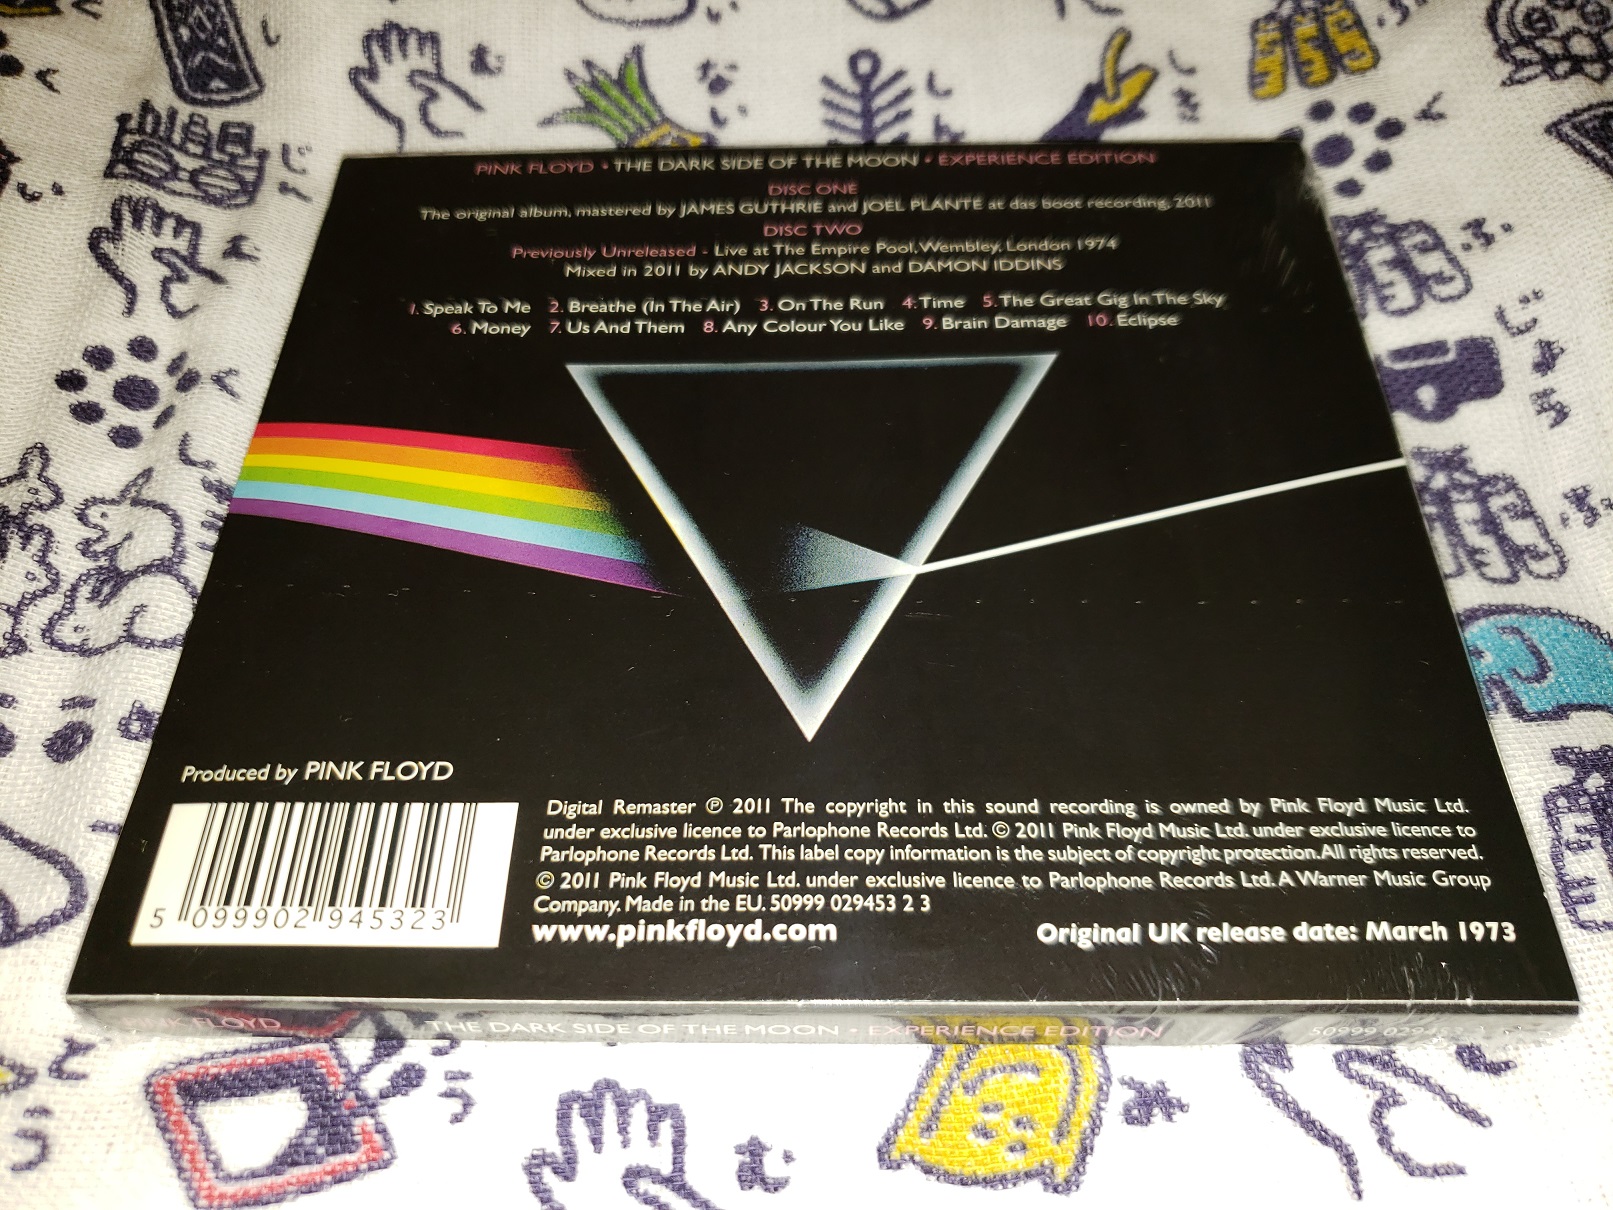 PINK FLOYD • THE DARK SIDE OF THE MOON • EXPERIENCE EDITION
DISC ONE
The original album, mastered by JAMES GUTHRIE and JOEL PLANTE at das boot recording, 2011
DISC TWO
Previously Unreleased - Live at The Empire Pool, Wembley, London 1974
Mixed in 2011 by ANDY JACKSON and DAMON IDDINS
1. Speak To Me 2. Breathe (In The Air) 3. On The Run 4. Time 5. The Great Gig In The Sky
6. Money 7. Us And Them 8. Any Colour You Like 9. Brain Damage 10. Eclipse
Produced by PINK FLOYD
5 099902 945323
Digital Remaster ℗ 2011 The copyright in this sound recording is owned by Pink Floyd Music Ltd.
under exclusive licence to Parlophone Records Ltd. © 2011 Pink Floyd Music Ltd. under exclusive licence to
Parlophone Records Ltd. This label copy information is the subject of copyright protection. All rights reserved.
© 2011 Pink Floyd Music Ltd. under exclusive licence to Parlophone Records Ltd. A Warner Music Group
Company. Made in the EU. 50999 029453 2 3
www.pinkfloyd.com
Original UK release date: March 1973
PINK FLOYD THE DARK SIDE OF THE MOON • EXPERIENCE EDITION